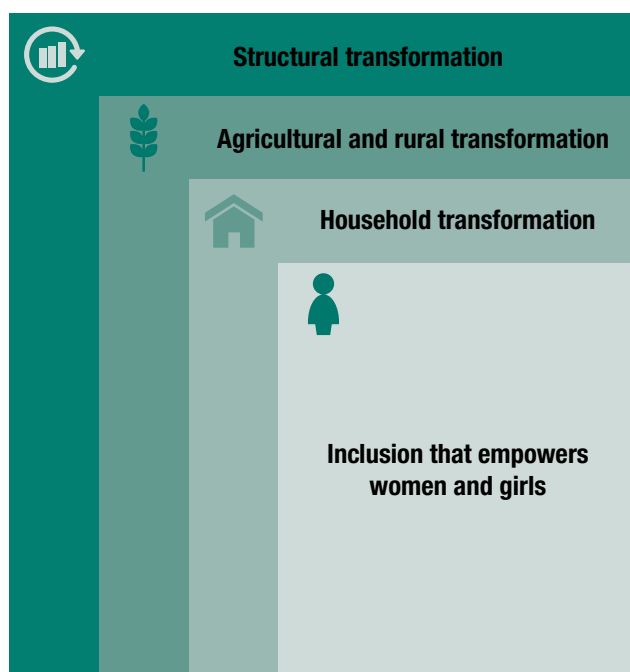 Structural transformation
Agricultural and rural transformation
Household transformation
Inclusion that empowers
women and girls